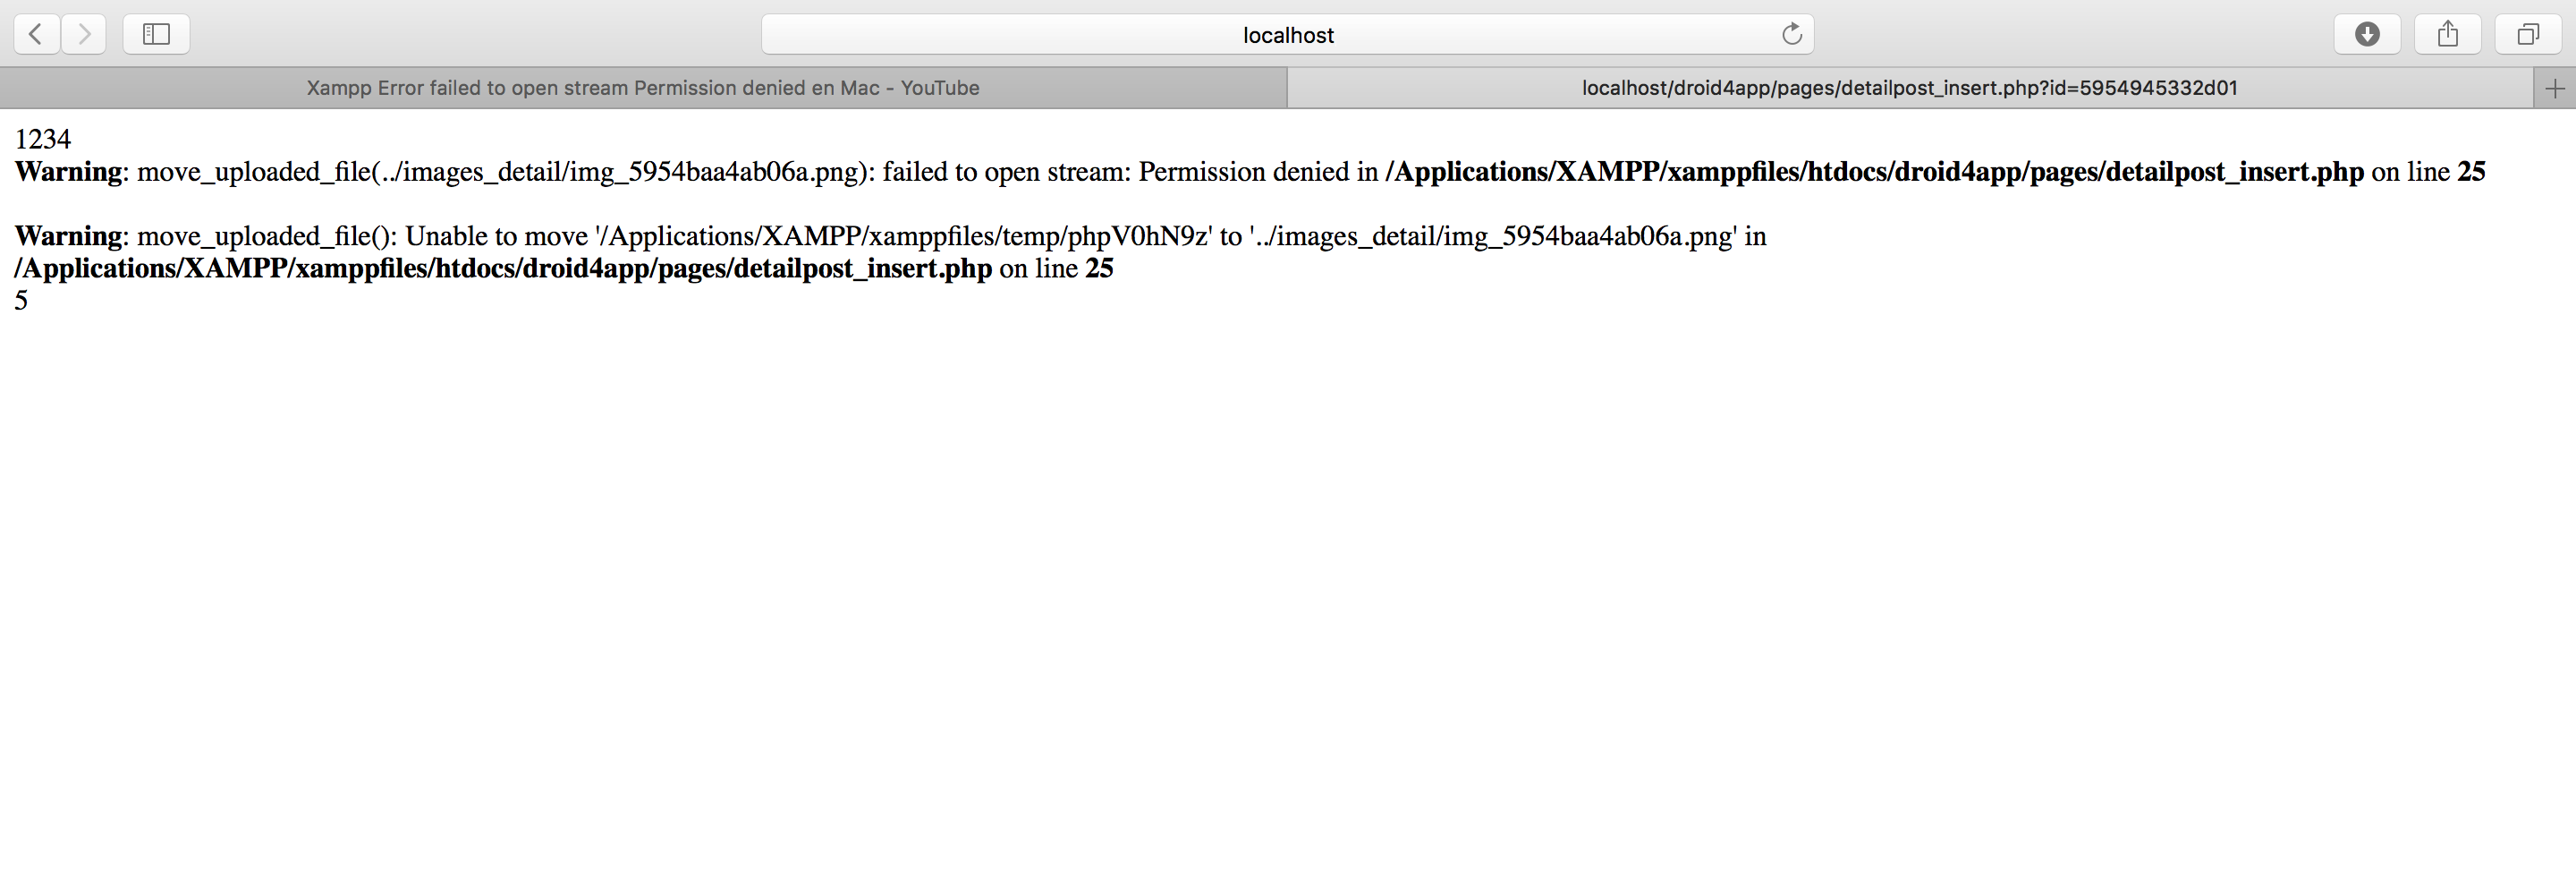 localhost
Xampp Error failed to open stream Permission denied en Mac - YouTube
localhost/droid4app/pages/detailpost_insert.php?id=5954945332d01
1234
Warning: move_uploaded_file(../images_detail/img_5954baa4ab06a.png): failed to open stream: Permission denied in /Applications/XAMPP/xamppfiles/htdocs/droid4app/pages/detailpost_insert.php on line 25
Warning: move_uploaded_file(): Unable to move '/Applications/XAMPP/xamppfiles/temp/phpV0hN9z' to '../images_detail/img_5954baa4ab06a.png' in
/Applications/XAMPP/xamppfiles/htdocs/droid4app/pages/detailpost_insert.php on line 25
5